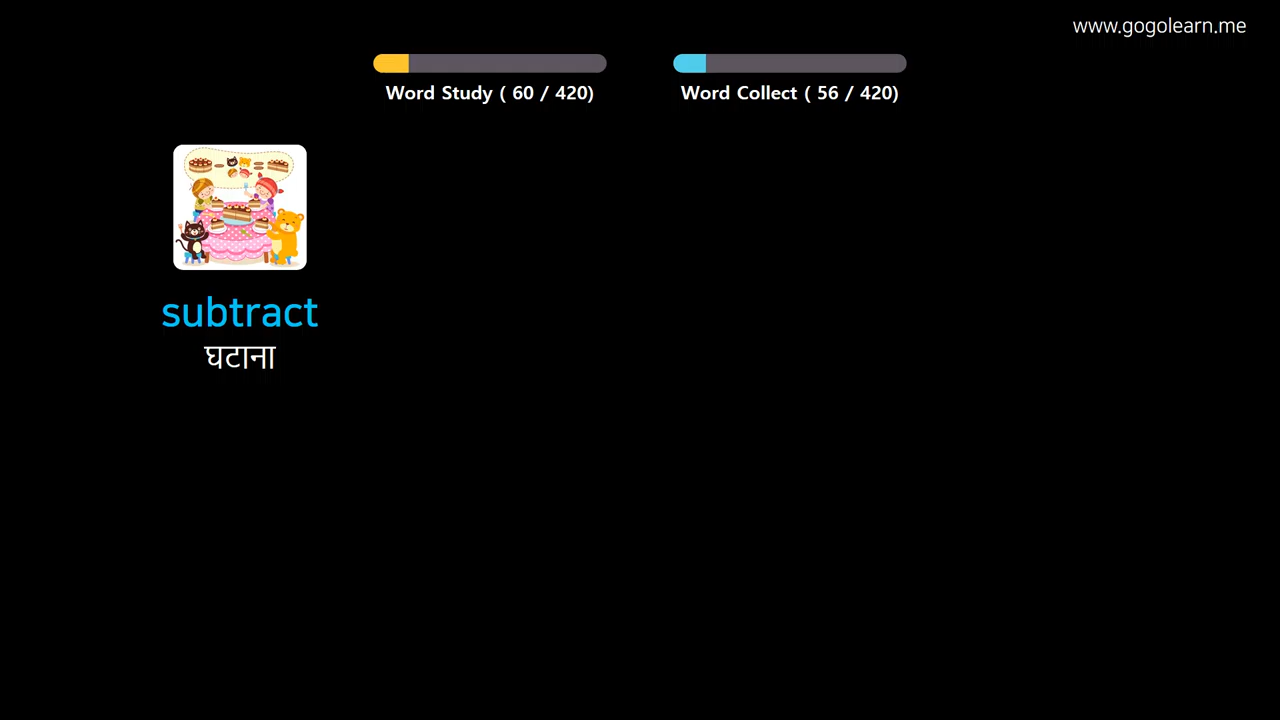 www.gogolearn.me
Word Study ( 60 / 420)
Word Collect ( 56 / 420)
subtract
घटाना